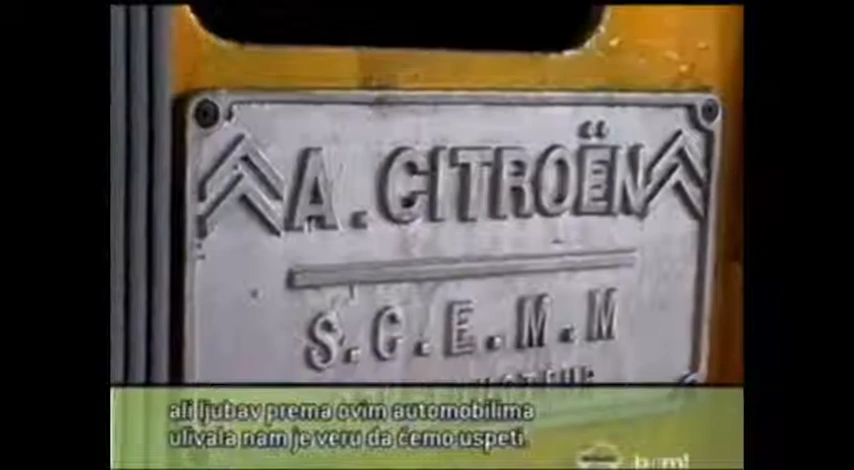 A. CITROËN
S.C.E.M.M
ali ljubav prema ovim automobilima
ulivala nam je veru da ćemo uspeti.